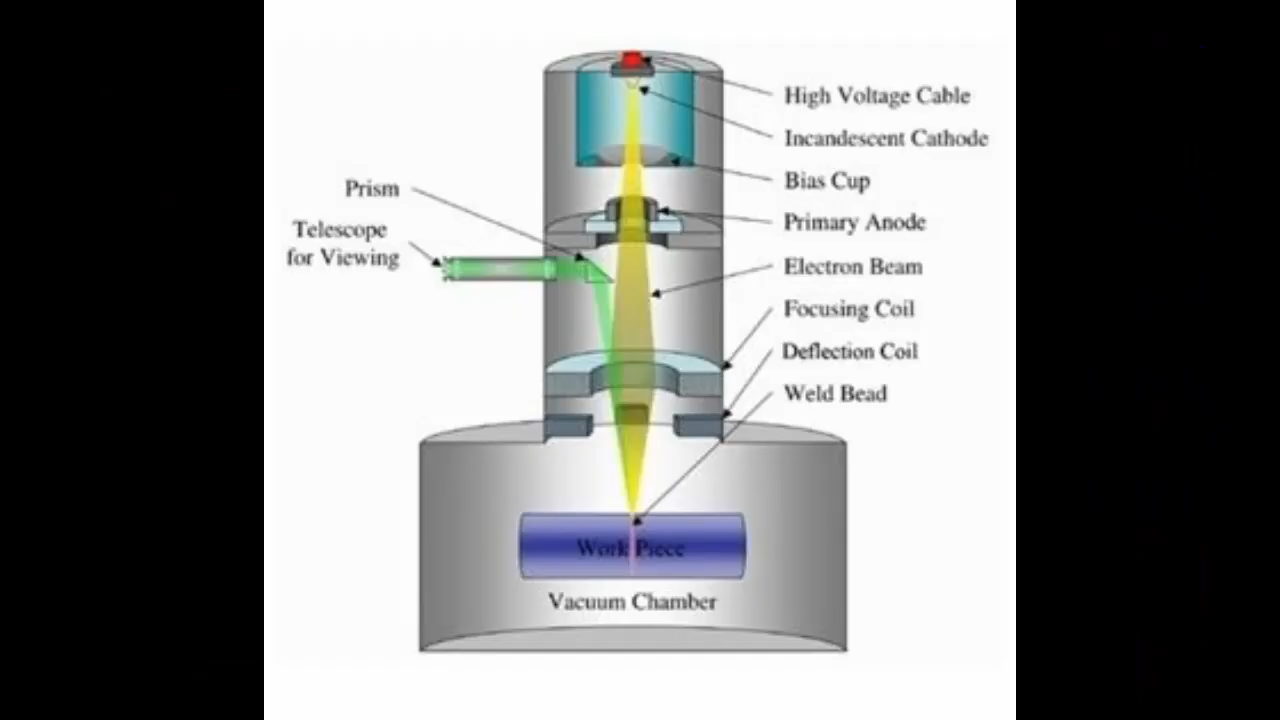 High Voltage Cable
Incandescent Cathode
Bias Cup
Prism
Primary Anode
Telescope
for Viewing
Electron Beam
Focusing Coil
Deflection Coil
Weld Bead
Work Piece
Vacuum Chamber